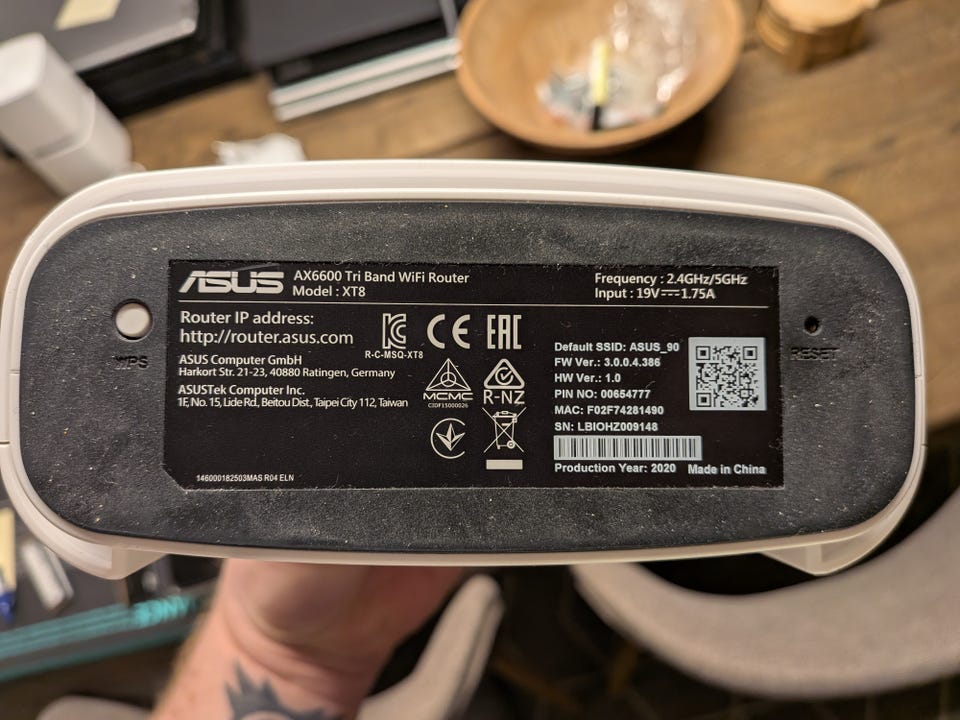 ASUS AX6600 Tri Band WiFi Router
Model : XT8
Frequency : 2.4GHz/5GHz
Input : 19V⎓1.75A
Router IP address:
http://router.asus.com
ASUS Computer GmbH
Harkort Str. 21-23, 40880 Ratingen, Germany
ASUSTek Computer Inc.
1F, No. 15, Lide Rd., Beitou Dist., Taipei City 112, Taiwan
146000182503MAS R04 ELN
KC CE EAC
R-C-MSQ-XT8
MCMC
CIDF15000026
R-NZ
Default SSID: ASUS_90
FW Ver.: 3.0.0.4.386
HW Ver.: 1.0
PIN NO: 00654777
MAC: F02F74281490
SN: LBIOHZ009148
Production Year: 2020 Made in China
WPS
RESET